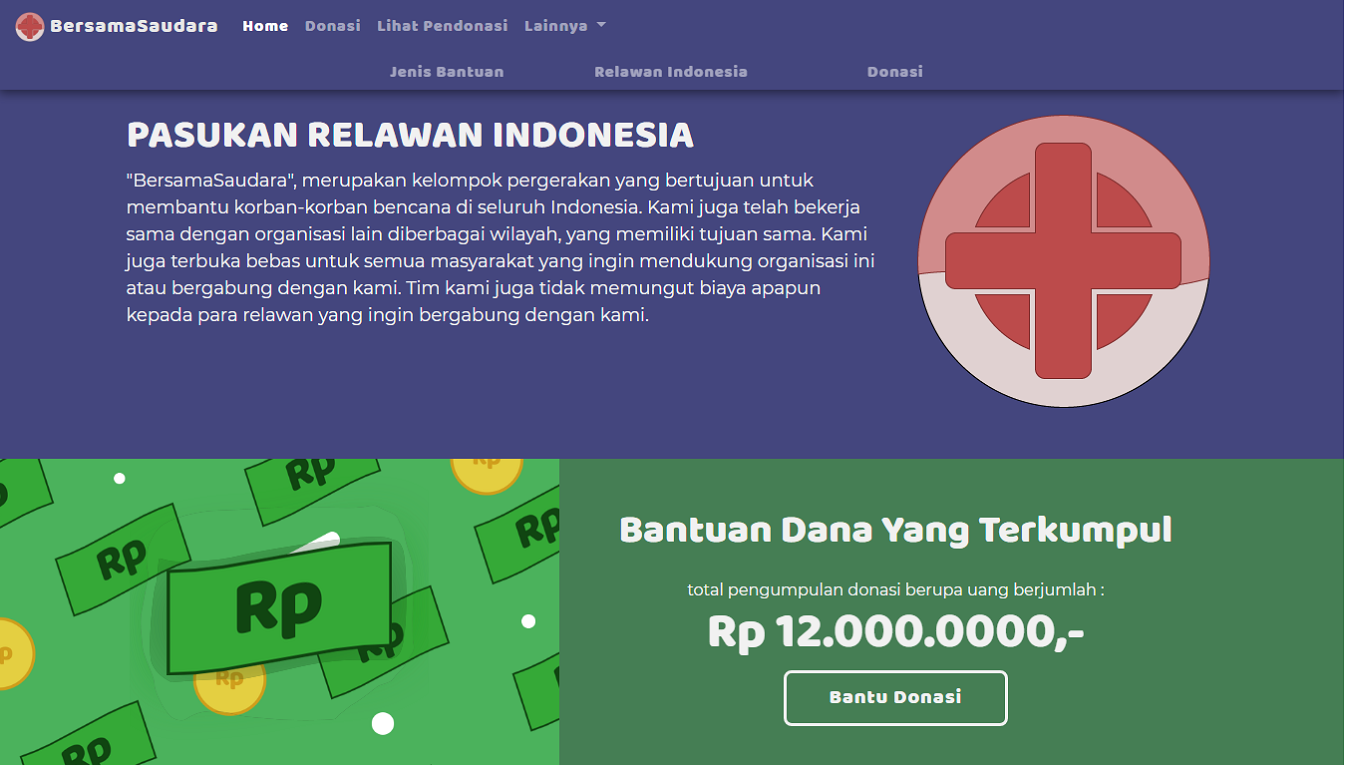 BersamaSaudara Home Donasi Lihat Pendonasi Lainnya
Jenis Bantuan Relawan Indonesia Donasi
PASUKAN RELAWAN INDONESIA
"BersamaSaudara", merupakan kelompok pergerakan yang bertujuan untuk
membantu korban-korban bencana di seluruh Indonesia. Kami juga telah bekerja
sama dengan organisasi lain diberbagai wilayah, yang memiliki tujuan sama. Kami
juga terbuka bebas untuk semua masyarakat yang ingin mendukung organisasi ini
atau bergabung dengan kami. Tim kami juga tidak memungut biaya apapun
kepada para relawan yang ingin bergabung dengan kami.
Rp
Rp
Rp
Rp
Rp
Rp
Rp
Rp
Bantuan Dana Yang Terkumpul
total pengumpulan donasi berupa uang berjumlah :
Rp 12.000.0000,-
Bantu Donasi